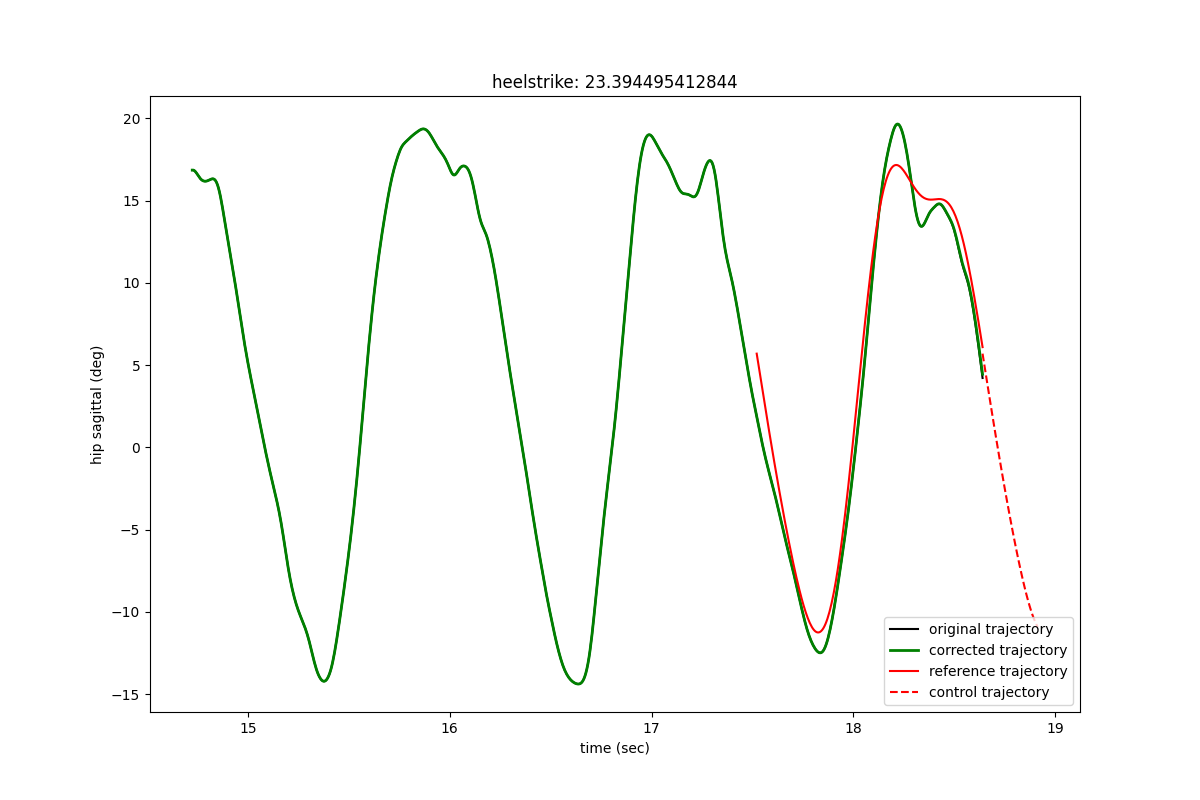 heelstrike: 23.394495412844
hip sagittal (deg)
20
15
10
5
0
−5
−10
−15
15
16
17
18
19
time (sec)
original trajectory
corrected trajectory
reference trajectory
control trajectory